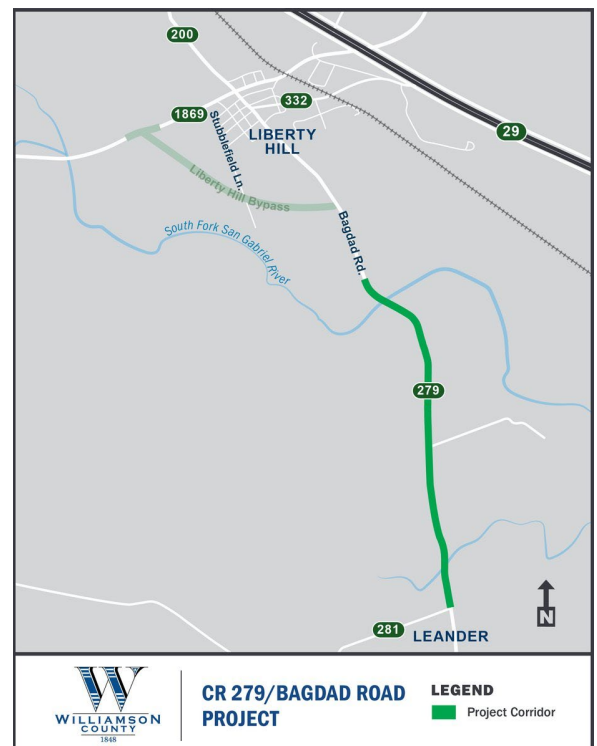 200
1869
332
29
Stubblefield Ln.
LIBERTY
HILL
Liberty Hill Bypass
Bagdad Rd.
South Fork San Gabriel River
279
N
281
LEANDER
WILLIAMSON
COUNTY
1848
CR 279/BAGDAD ROAD
PROJECT
LEGEND
Project Corridor